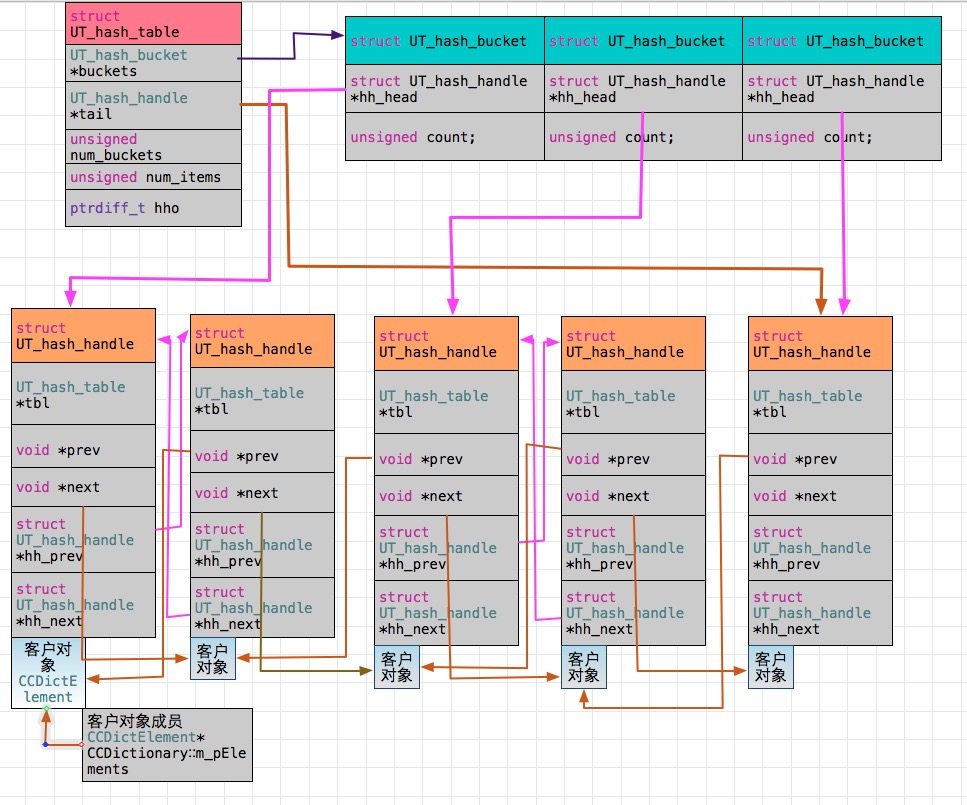 struct
UT_hash_table
UT_hash_bucket
*buckets
UT_hash_handle
*tail
unsigned
num_buckets
unsigned num_items
ptrdiff_t hho
struct UT_hash_bucket
struct UT_hash_handle
*hh_head
unsigned count;
struct UT_hash_bucket
struct UT_hash_handle
*hh_head
unsigned count;
struct UT_hash_bucket
struct UT_hash_handle
*hh_head
unsigned count;
struct
UT_hash_handle
UT_hash_table
*tbl
void *prev
void *next
struct
UT_hash_handle
*hh_prev
struct
UT_hash_handle
*hh_next
客户对
象
CCDictE
lement
客户对象成员
CCDictElement*
CCDictionary::m_pEle
ments
struct
UT_hash_handle
UT_hash_table
*tbl
void *prev
void *next
struct
UT_hash_handle
*hh_prev
struct
UT_hash_handle
*hh_next
客户
对象
struct
UT_hash_handle
UT_hash_table
*tbl
void *prev
void *next
struct
UT_hash_handle
*hh_prev
struct
UT_hash_handle
*hh_next
客户
对象
struct
UT_hash_handle
UT_hash_table
*tbl
void *prev
void *next
struct
UT_hash_handle
*hh_prev
struct
UT_hash_handle
*hh_next
客户
对象
struct
UT_hash_handle
UT_hash_table
*tbl
void *prev
void *next
struct
UT_hash_handle
*hh_prev
struct
UT_hash_handle
*hh_next
客户
对象